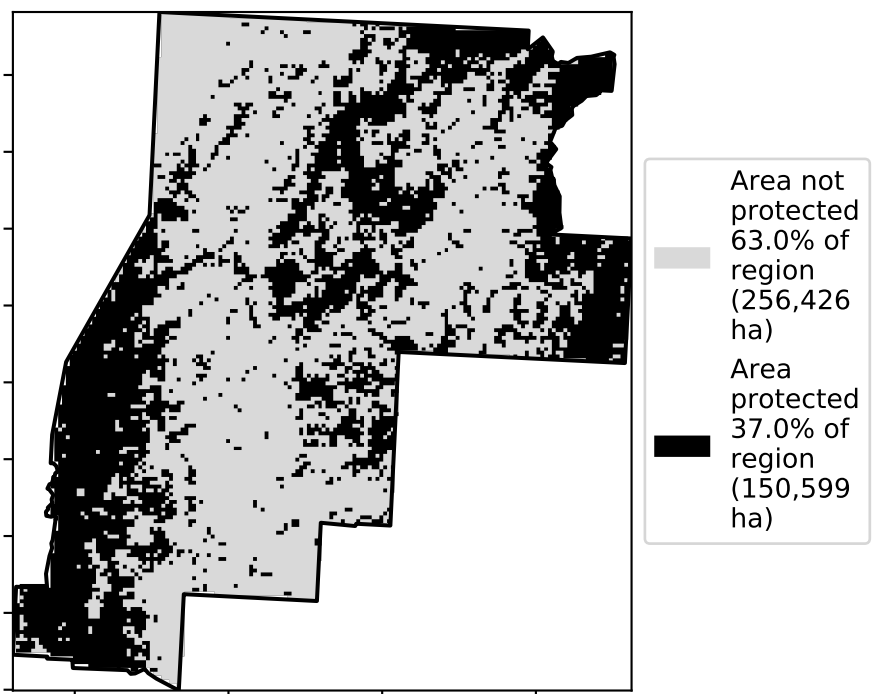 Area not
protected
63.0% of
region
(256,426
ha)
Area
protected
37.0% of
region
(150,599
ha)